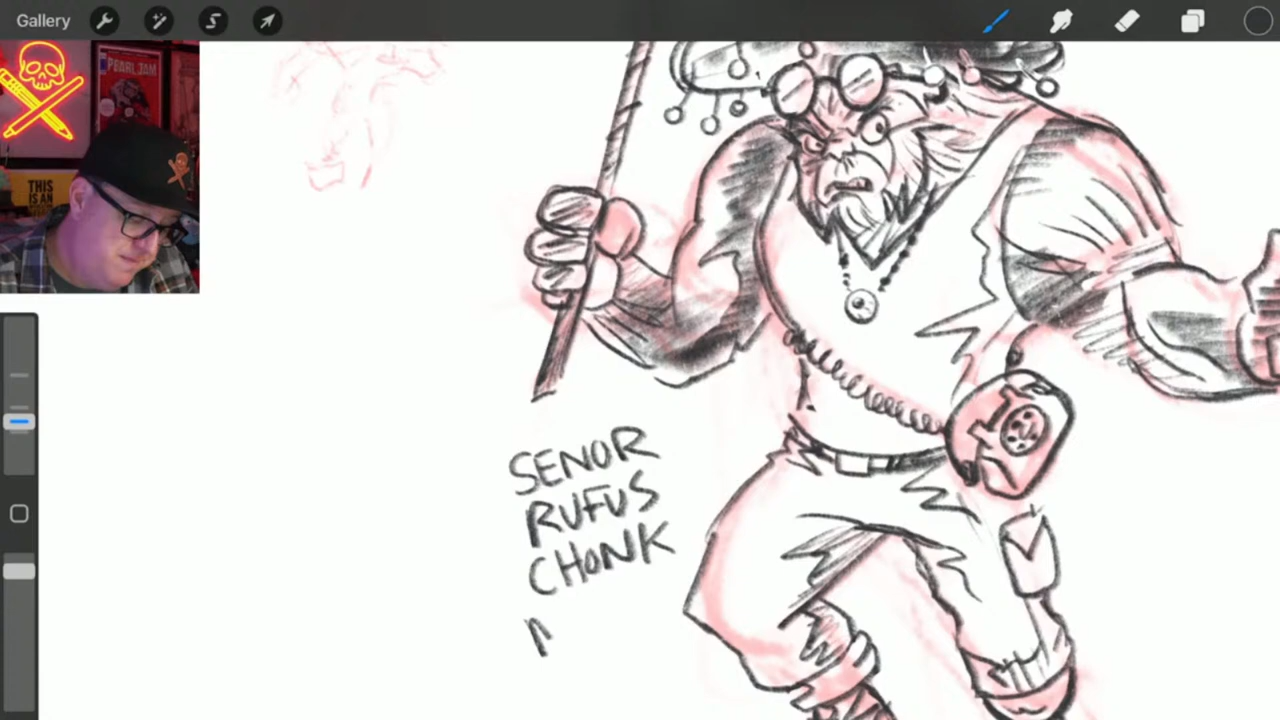 Gallery
PEARL JAM
THIS
IS AN
SENOR
RUFUS
CHONK